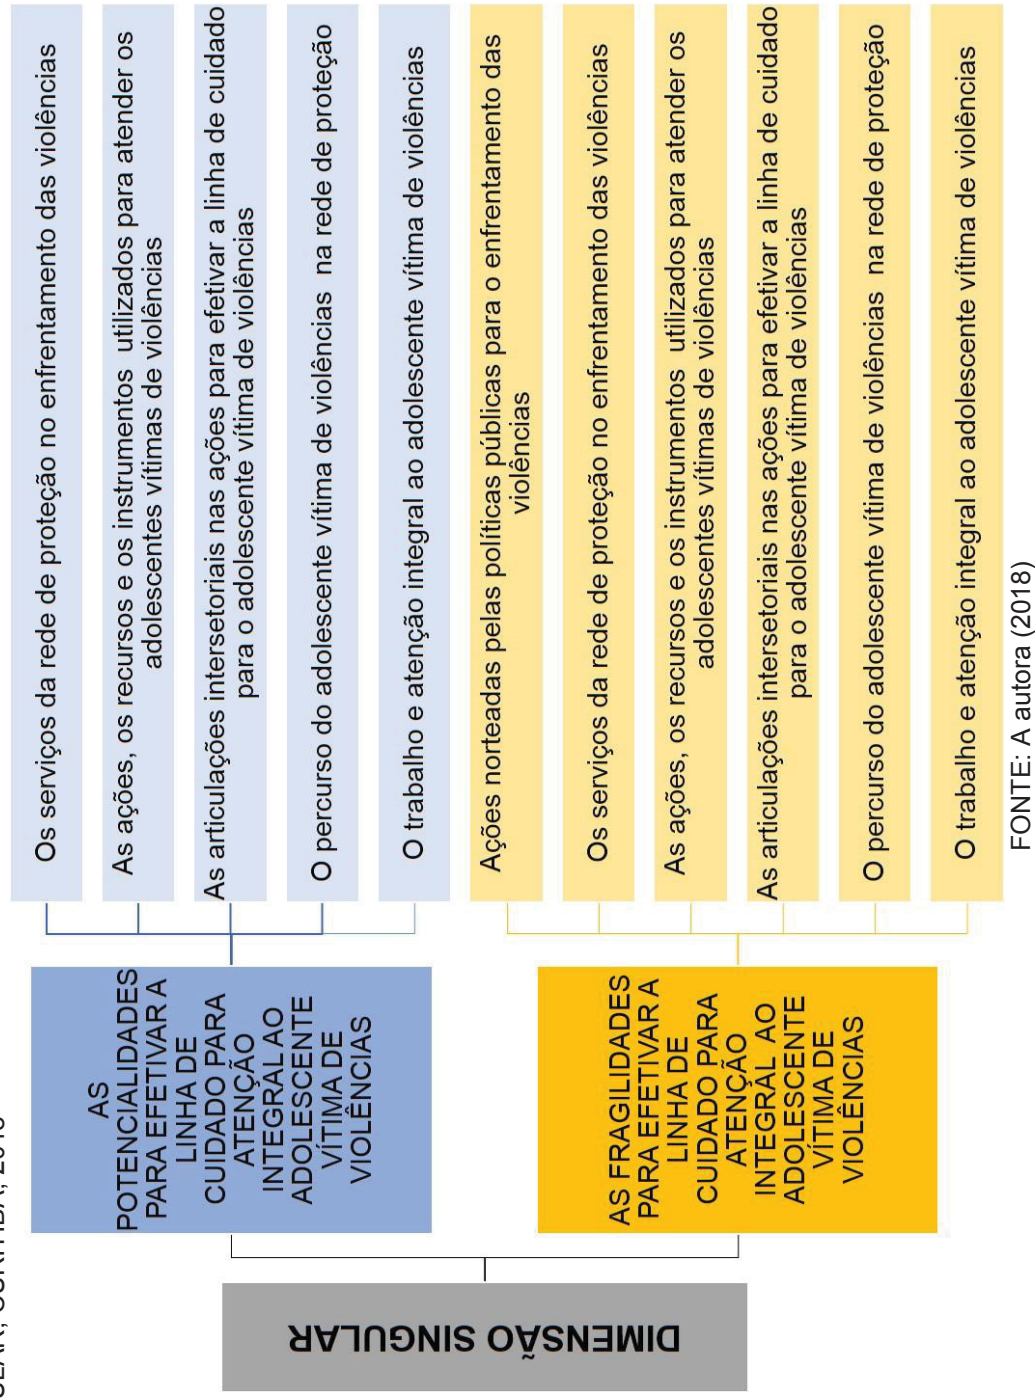 ULAR, CURITIBA, 2018
DIMENSÃO SINGULAR
AS
POTENCIALIDADES
PARA EFETIVAR A
LINHA DE
CUIDADO PARA
ATENÇÃO
INTEGRAL AO
ADOLESCENTE
VÍTIMA DE
VIOLÊNCIAS
Os serviços da rede de proteção no enfrentamento das violências
As ações, os recursos e os instrumentos utilizados para atender os
adolescentes vítimas de violências
As articulações intersetoriais nas ações para efetivar a linha de cuidado
para o adolescente vítima de violências
O percurso do adolescente vítima de violências na rede de proteção
O trabalho e atenção integral ao adolescente vítima de violências
AS FRAGILIDADES
PARA EFETIVAR A
LINHA DE
CUIDADO PARA
ATENÇÃO
INTEGRAL AO
ADOLESCENTE
VÍTIMA DE
VIOLÊNCIAS
Ações norteadas pelas políticas públicas para o enfrentamento das
violências
Os serviços da rede de proteção no enfrentamento das violências
As ações, os recursos e os instrumentos utilizados para atender os
adolescentes vítimas de violências
As articulações intersetoriais nas ações para efetivar a linha de cuidado
para o adolescente vítima de violências
O percurso do adolescente vítima de violências na rede de proteção
O trabalho e atenção integral ao adolescente vítima de violências
FONTE: A autora (2018)